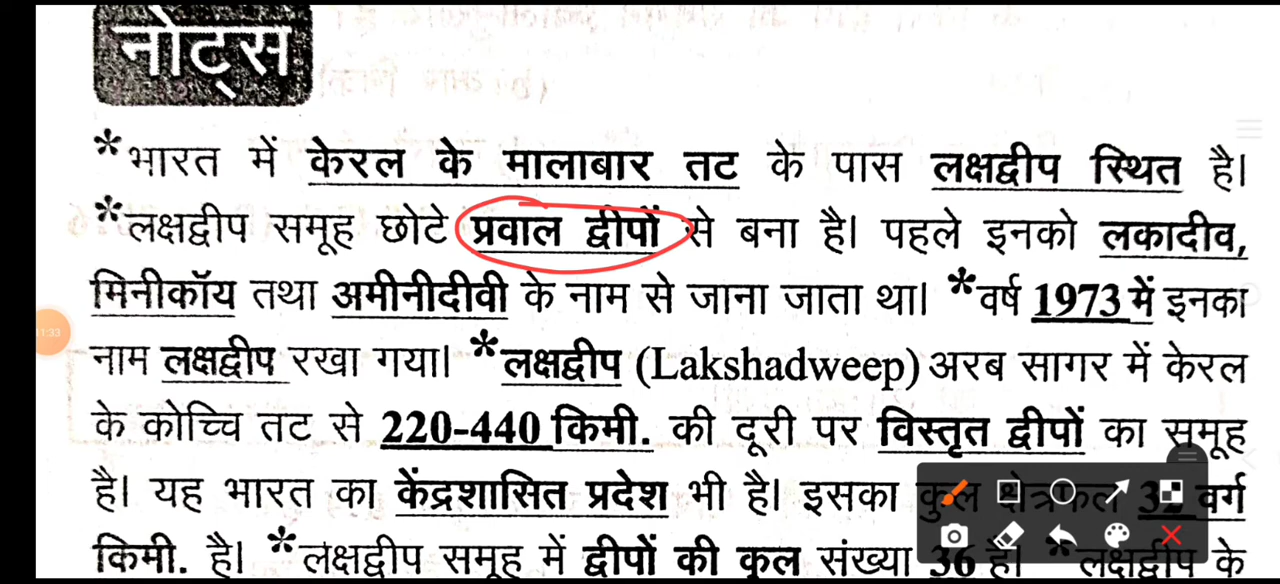 नोट्स
*भारत में केरल के मालाबार तट के पास लक्षद्वीप स्थित है।
*लक्षद्वीप समूह छोटे प्रवाल द्वीपों से बना है। पहले इनको लकादीव,
मिनीकॉय तथा अमीनीदीवी के नाम से जाना जाता था। *वर्ष 1973 में इनका
नाम लक्षद्वीप रखा गया। *लक्षद्वीप (Lakshadweep) अरब सागर में केरल
के कोच्चि तट से 220-440 किमी. की दूरी पर विस्तृत द्वीपों का समूह
है। यह भारत का केंद्रशासित प्रदेश भी है। इसका कुल क्षेत्रफल 32 वर्ग
किमी. है। *लक्षद्वीप समूह में द्वीपों की कुल संख्या 36 है। *लक्षद्वीप के